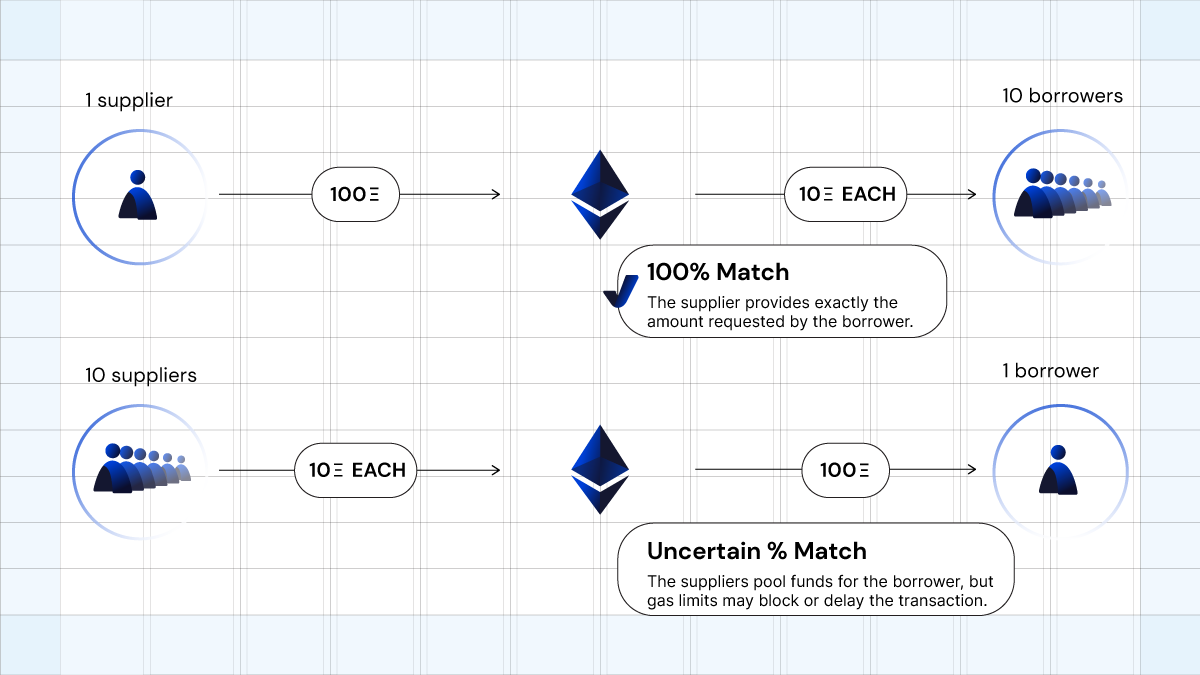 1 supplier
10 borrowers
100Ξ
10Ξ EACH
100% Match
The supplier provides exactly the
amount requested by the borrower.
10 suppliers
1 borrower
10Ξ EACH
100Ξ
Uncertain % Match
The suppliers pool funds for the borrower, but
gas limits may block or delay the transaction.